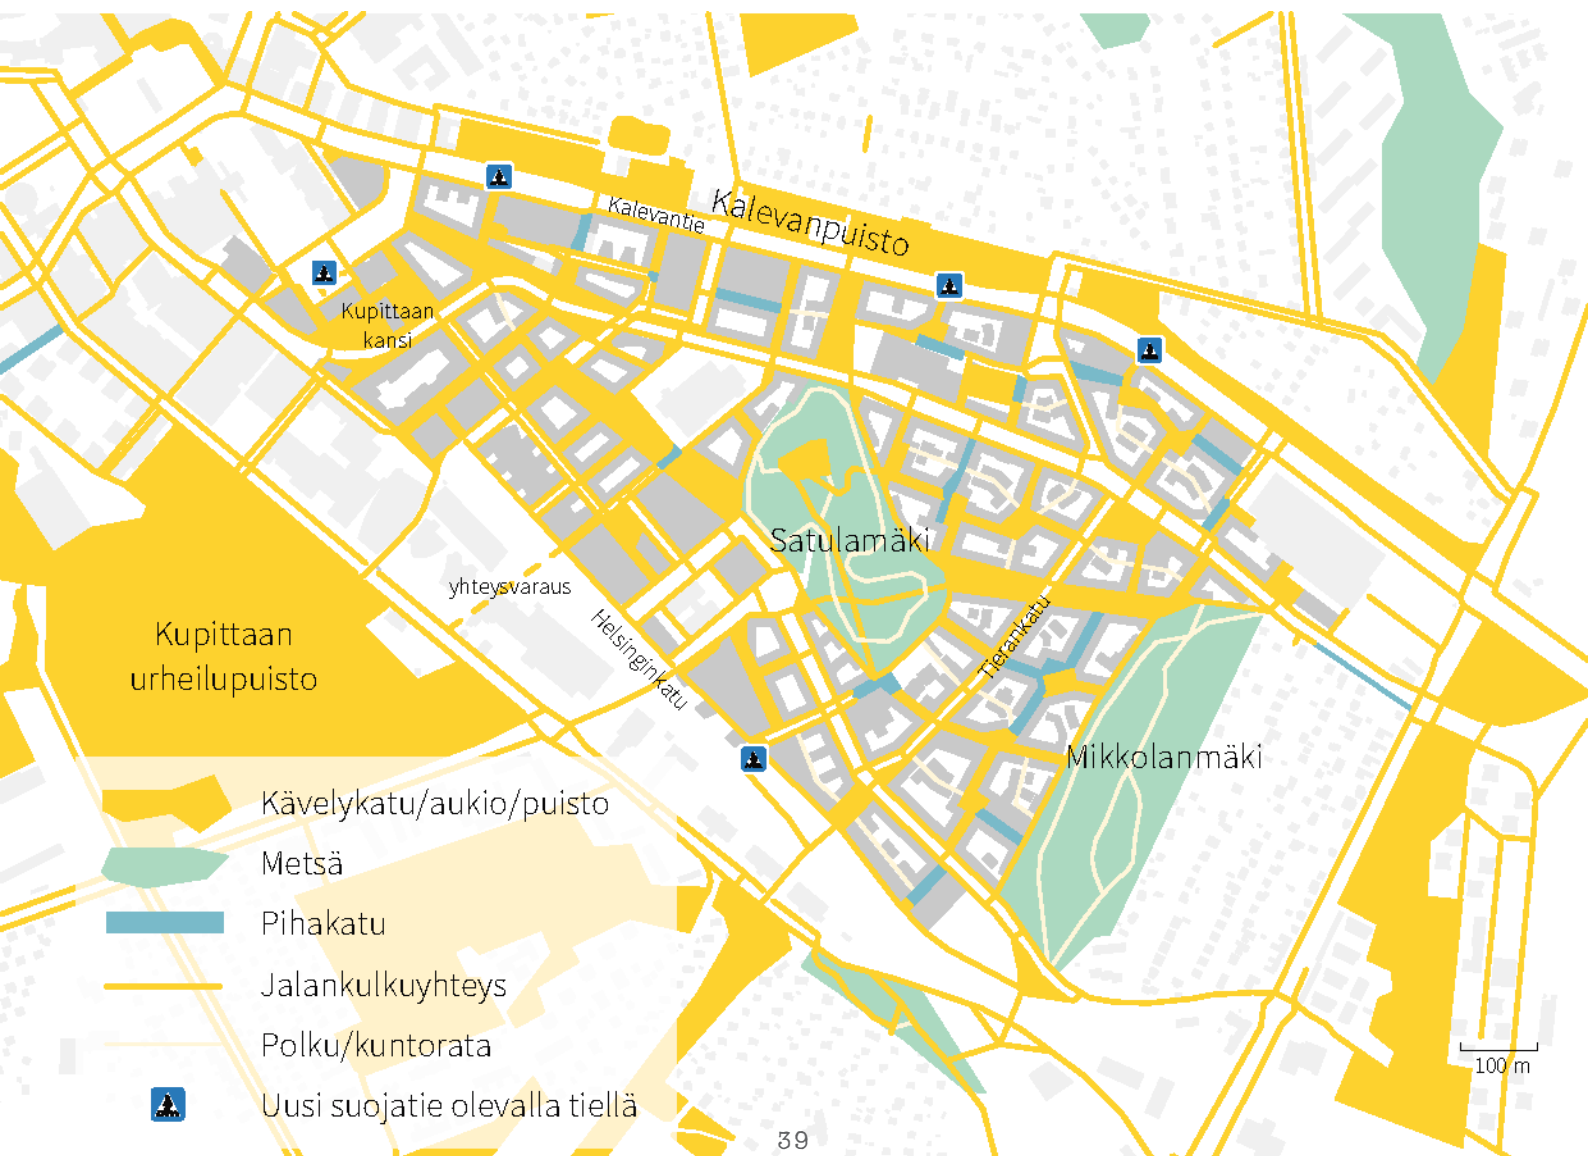 Kalevanpuisto
Kalevantie
Kupittaan
kansi
Satulamäki
yhteysvaraus
Helsinginkatu
Tierankatu
Kupittaan
urheilupuisto
Mikkolanmäki
Kävelykatu/aukio/puisto
Metsä
Pihakatu
Jalankulkuyhteys
Polku/kuntorata
Uusi suojatie olevalla tiellä
100 m
39